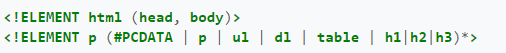 <!ELEMENT html (head, body)>
<!ELEMENT p (#PCDATA | p | ul | dl | table | h1|h2|h3)*>